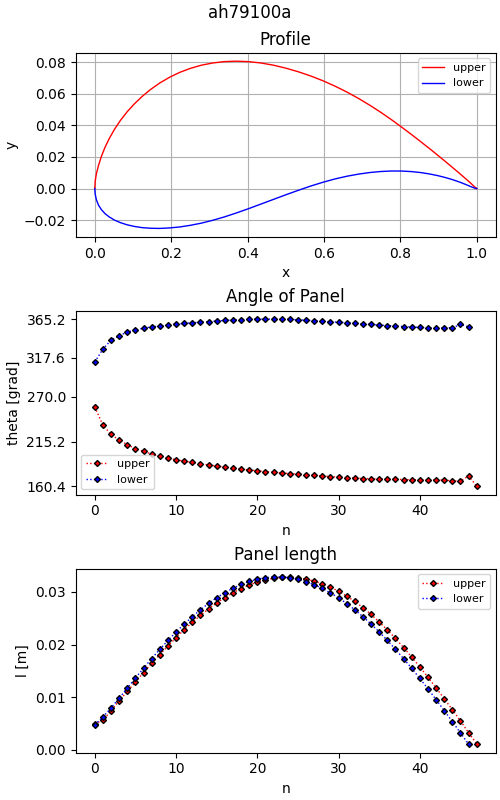 ah79100a
Profile
0.08
0.06
0.04
0.02
0.00
−0.02
y
upper
lower
0.0 0.2 0.4 0.6 0.8 1.0
x
Angle of Panel
365.2
317.6
270.0
215.2
160.4
theta [grad]
upper
lower
0 10 20 30 40
n
Panel length
0.03
0.02
0.01
0.00
l [m]
upper
lower
0 10 20 30 40
n